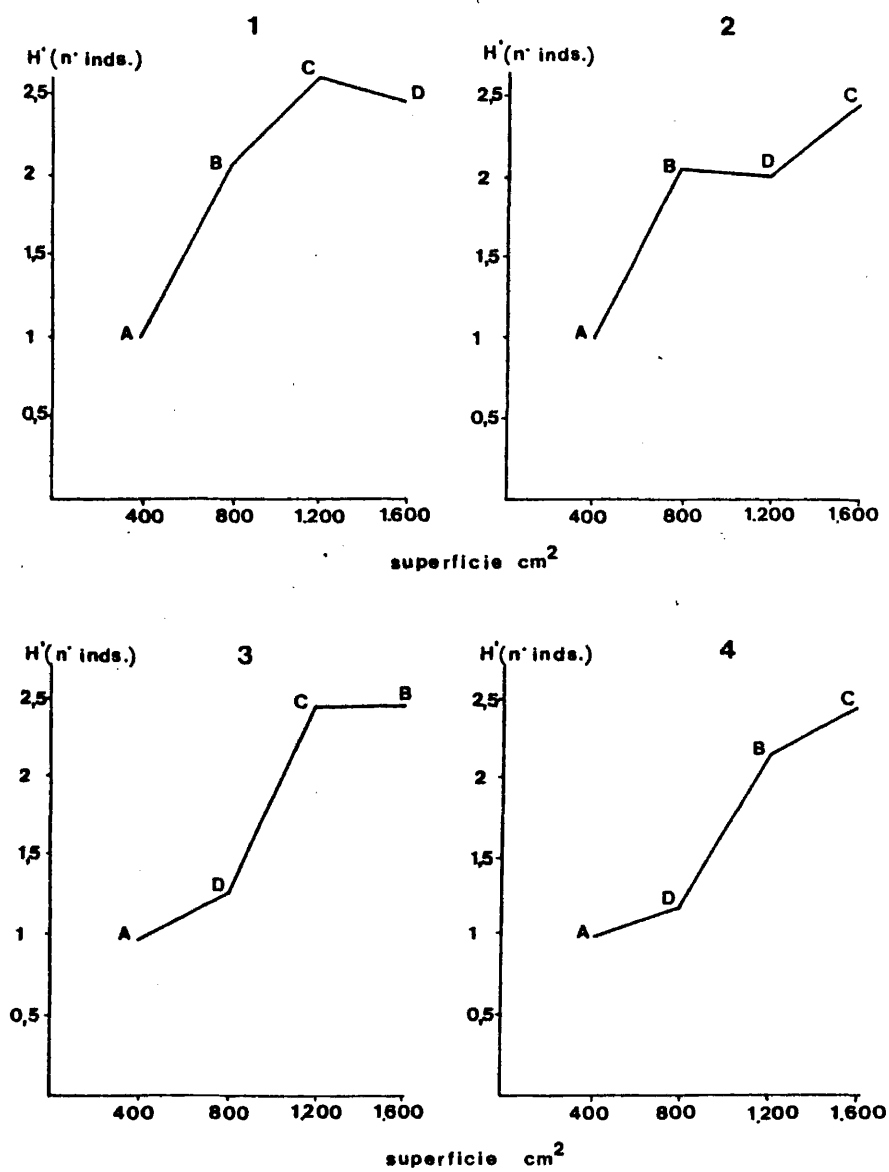 1
H'(n· inds.)
2,5
2
1,5
1
0,5
A
B
C
D
400 800 1.200 1.600
2
H'(n· inds.)
2,5
2
1,5
1
0,5
A
B
D
C
400 800 1,200 1,600
superficie cm2
3
H'(n· inds.)
2,5
2
1,5
1
0,5
A
D
C
B
400 800 1,200 1,600
4
H'(n· inds.)
2,5
2
1,5
1
0,5
A
D
B
C
400 800 1,200 1,600
superficie cm2